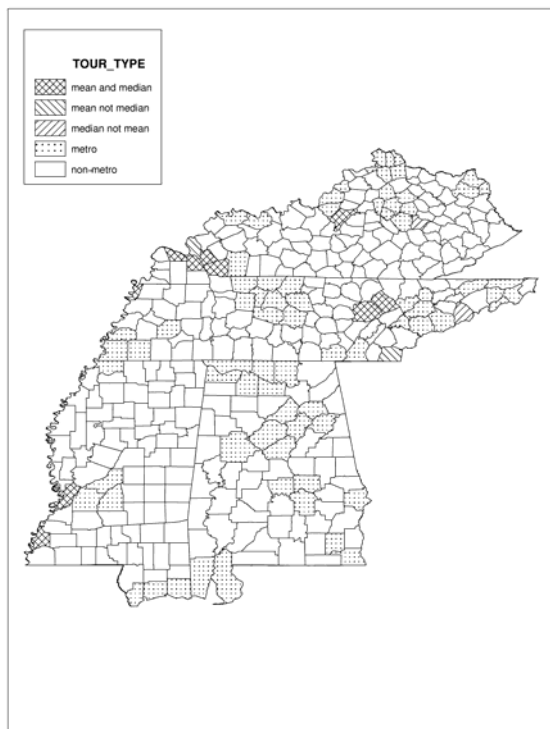 TOUR_TYPE
mean and median
mean not median
median not mean
metro
non-metro